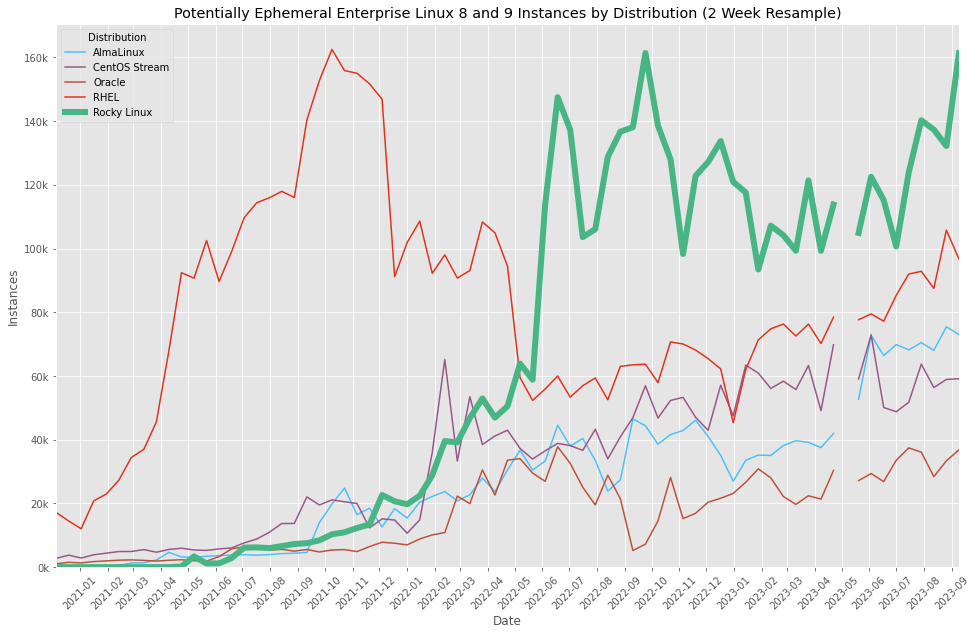 Potentially Ephemeral Enterprise Linux 8 and 9 Instances by Distribution (2 Week Resample)
Distribution
AlmaLinux
CentOS Stream
Oracle
RHEL
Rocky Linux
160k
140k
120k
100k
80k
60k
40k
20k
0k
Instances
2021-01
2021-02
2021-03
2021-04
2021-05
2021-06
2021-07
2021-08
2021-09
2021-10
2021-11
2021-12
2022-01
2022-02
2022-03
2022-04
2022-05
2022-06
2022-07
2022-08
2022-09
2022-10
2022-11
2022-12
2023-01
2023-02
2023-03
2023-04
2023-05
2023-06
2023-07
2023-08
2023-09
Date